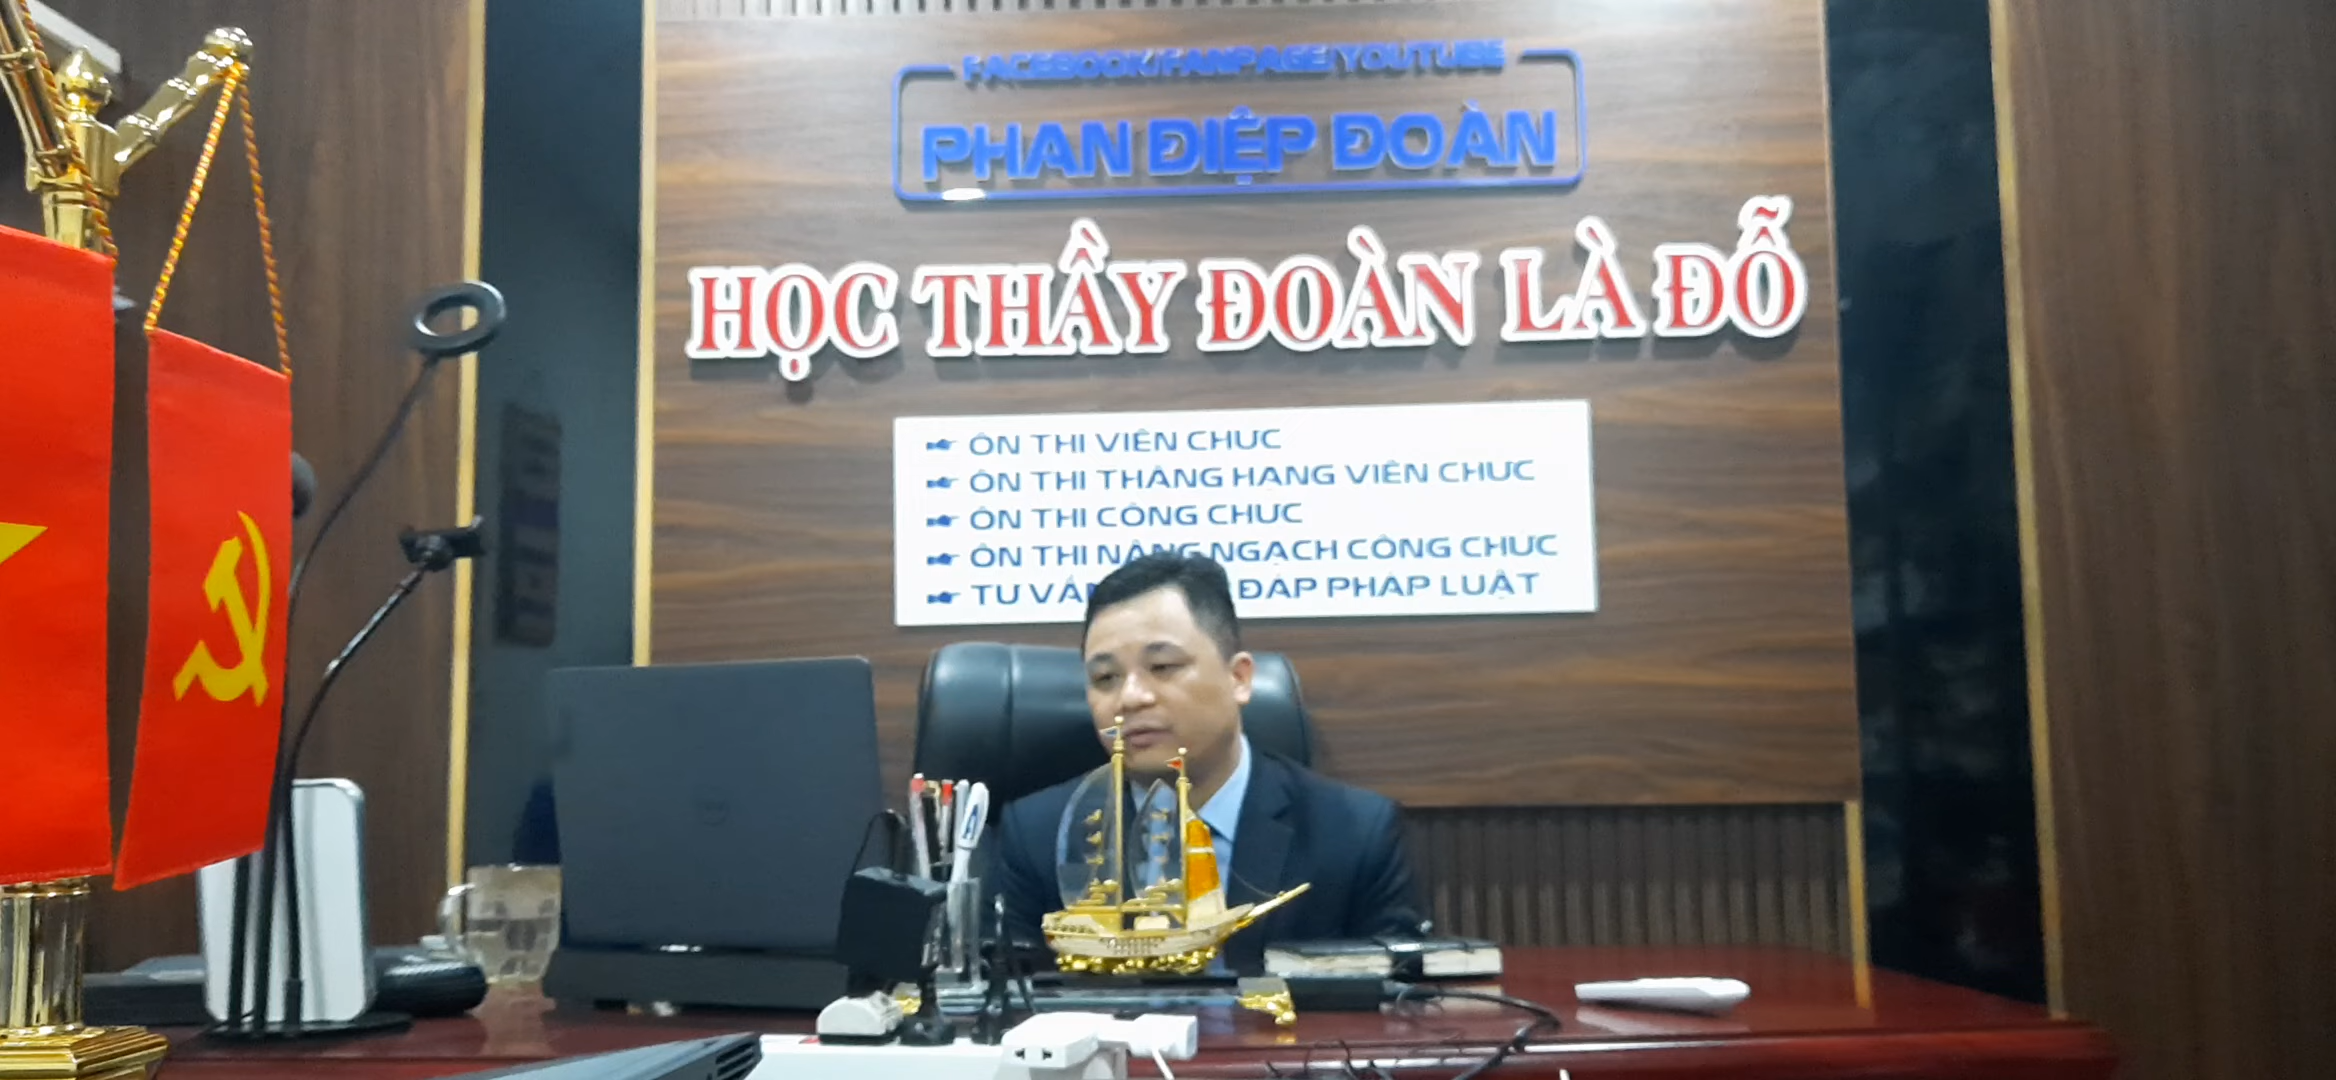 FACEBOOK/FANPAGE/YOUTUBE
PHAN ĐIỆP ĐOÀN
HỌC THẦY ĐOÀN LÀ ĐỖ
ÔN THI VIÊN CHỨC
ÔN THI THĂNG HẠNG VIÊN CHỨC
ÔN THI CÔNG CHỨC
ÔN THI NÂNG NGẠCH CÔNG CHỨC
TƯ VẤN ĐÁP PHÁP LUẬT